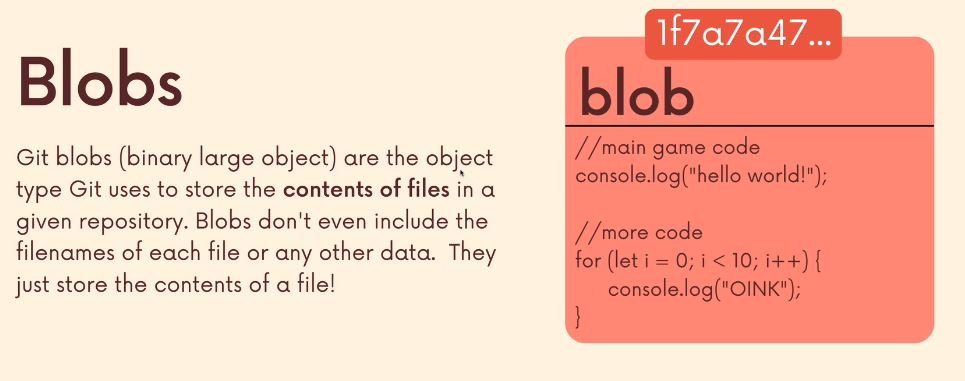 Blobs
Git blobs (binary large object) are the object
type Git uses to store the contents of files in a
given repository. Blobs don't even include the
filenames of each file or any other data.  They
just store the contents of a file!
1f7a7a47...
blob
//main game code
console.log("hello world!");

//more code
for (let i = 0; i < 10; i++) {
      console.log("OINK");
}